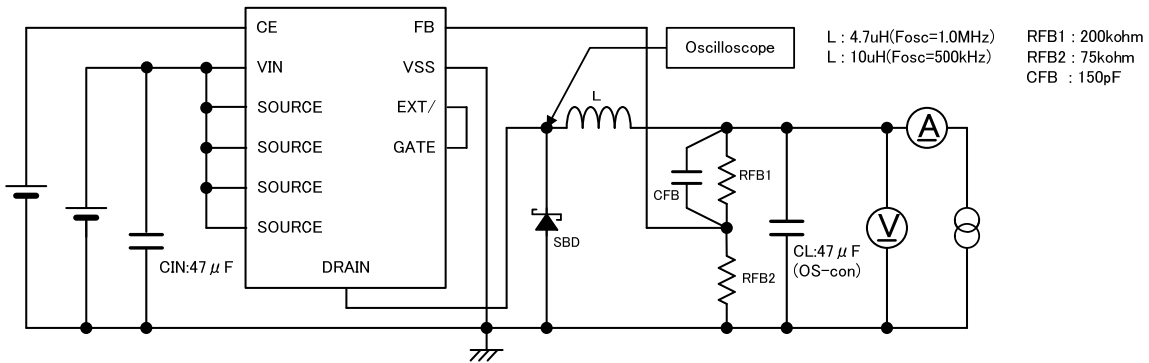 CE
FB
VIN
VSS
SOURCE
EXT/
SOURCE
GATE
SOURCE
SOURCE
DRAIN
CIN:47μF
Oscilloscope
L : 4.7uH(Fosc=1.0MHz)
L : 10uH(Fosc=500kHz)
RFB1 : 200kohm
RFB2 : 75kohm
CFB : 150pF
L
A
CFB
RFB1
SBD
V
CL:47μF
(OS-con)
RFB2